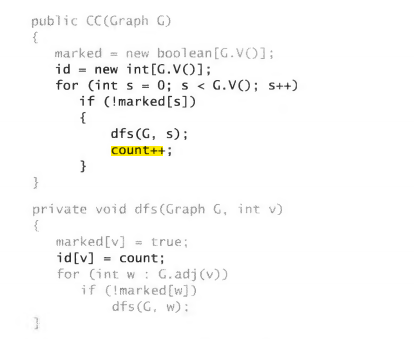 public CC(Graph G)
{
marked = new boolean[G.V()];
id = new int[G.V()];
for (int s = 0; s < G.V(); s++)
if (!marked[s])
{
dfs(G, s);
count++;
}
}
private void dfs(Graph G, int v)
{
marked[v] = true;
id[v] = count;
for (int w : G.adj(v))
if (!marked[w])
dfs(G, w);
}